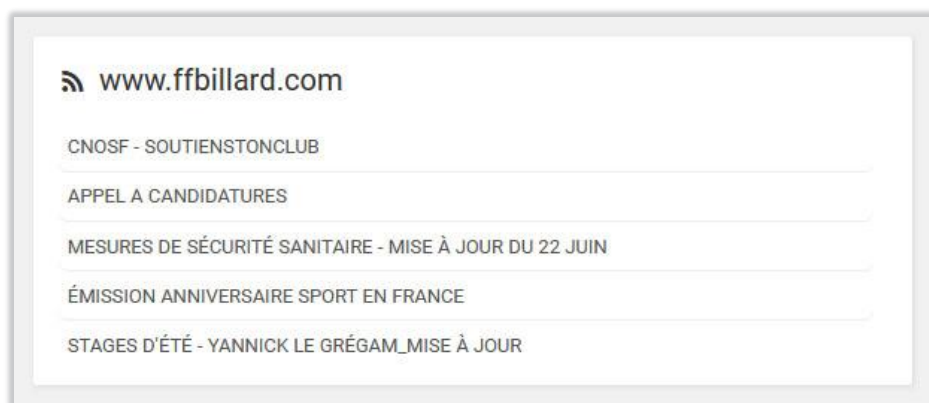 www.ffbillard.com
CNOSF - SOUTIENSTONCLUB
APPEL A CANDIDATURES
MESURES DE SÉCURITÉ SANITAIRE - MISE À JOUR DU 22 JUIN
ÉMISSION ANNIVERSAIRE SPORT EN FRANCE
STAGES D'ÉTÉ - YANNICK LE GRÉGAM_MISE À JOUR